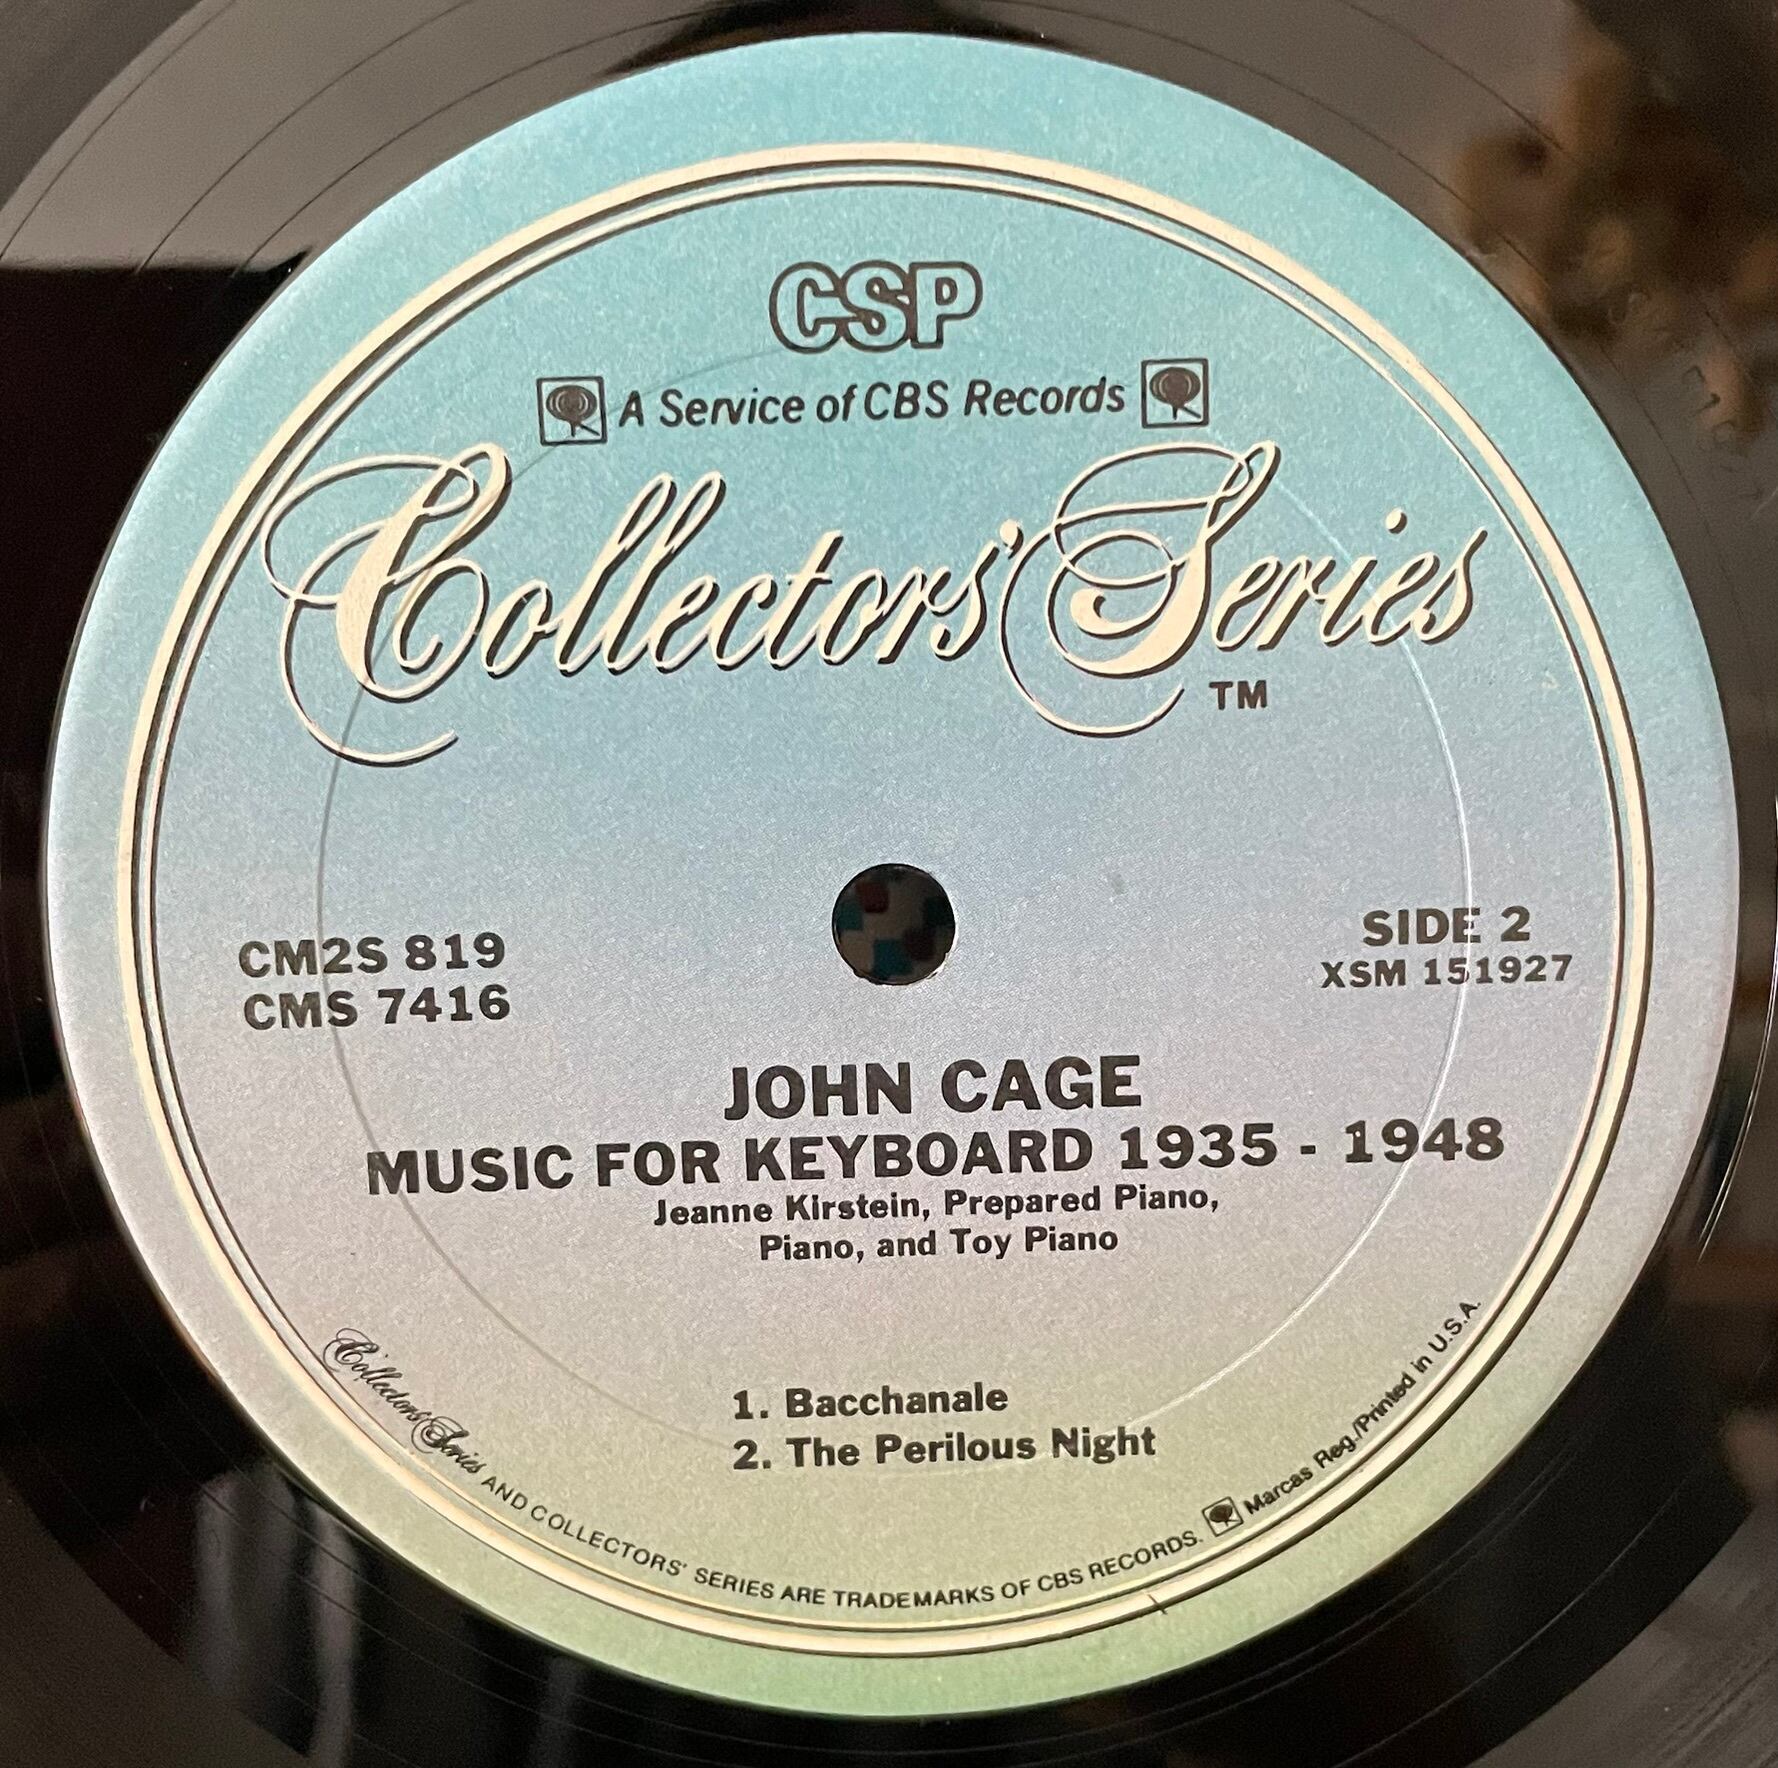 CSP
A Service of CBS Records
Collectors' Series
TM
CM2S 819
CMS 7416
SIDE 2
XSM 151927
JOHN CAGE
MUSIC FOR KEYBOARD 1935 - 1948
Jeanne Kirstein, Prepared Piano,
Piano, and Toy Piano
1. Bacchanale
2. The Perilous Night
Collectors' Series AND COLLECTORS' SERIES ARE TRADEMARKS OF CBS RECORDS. Marcas Reg./Printed in U.S.A.